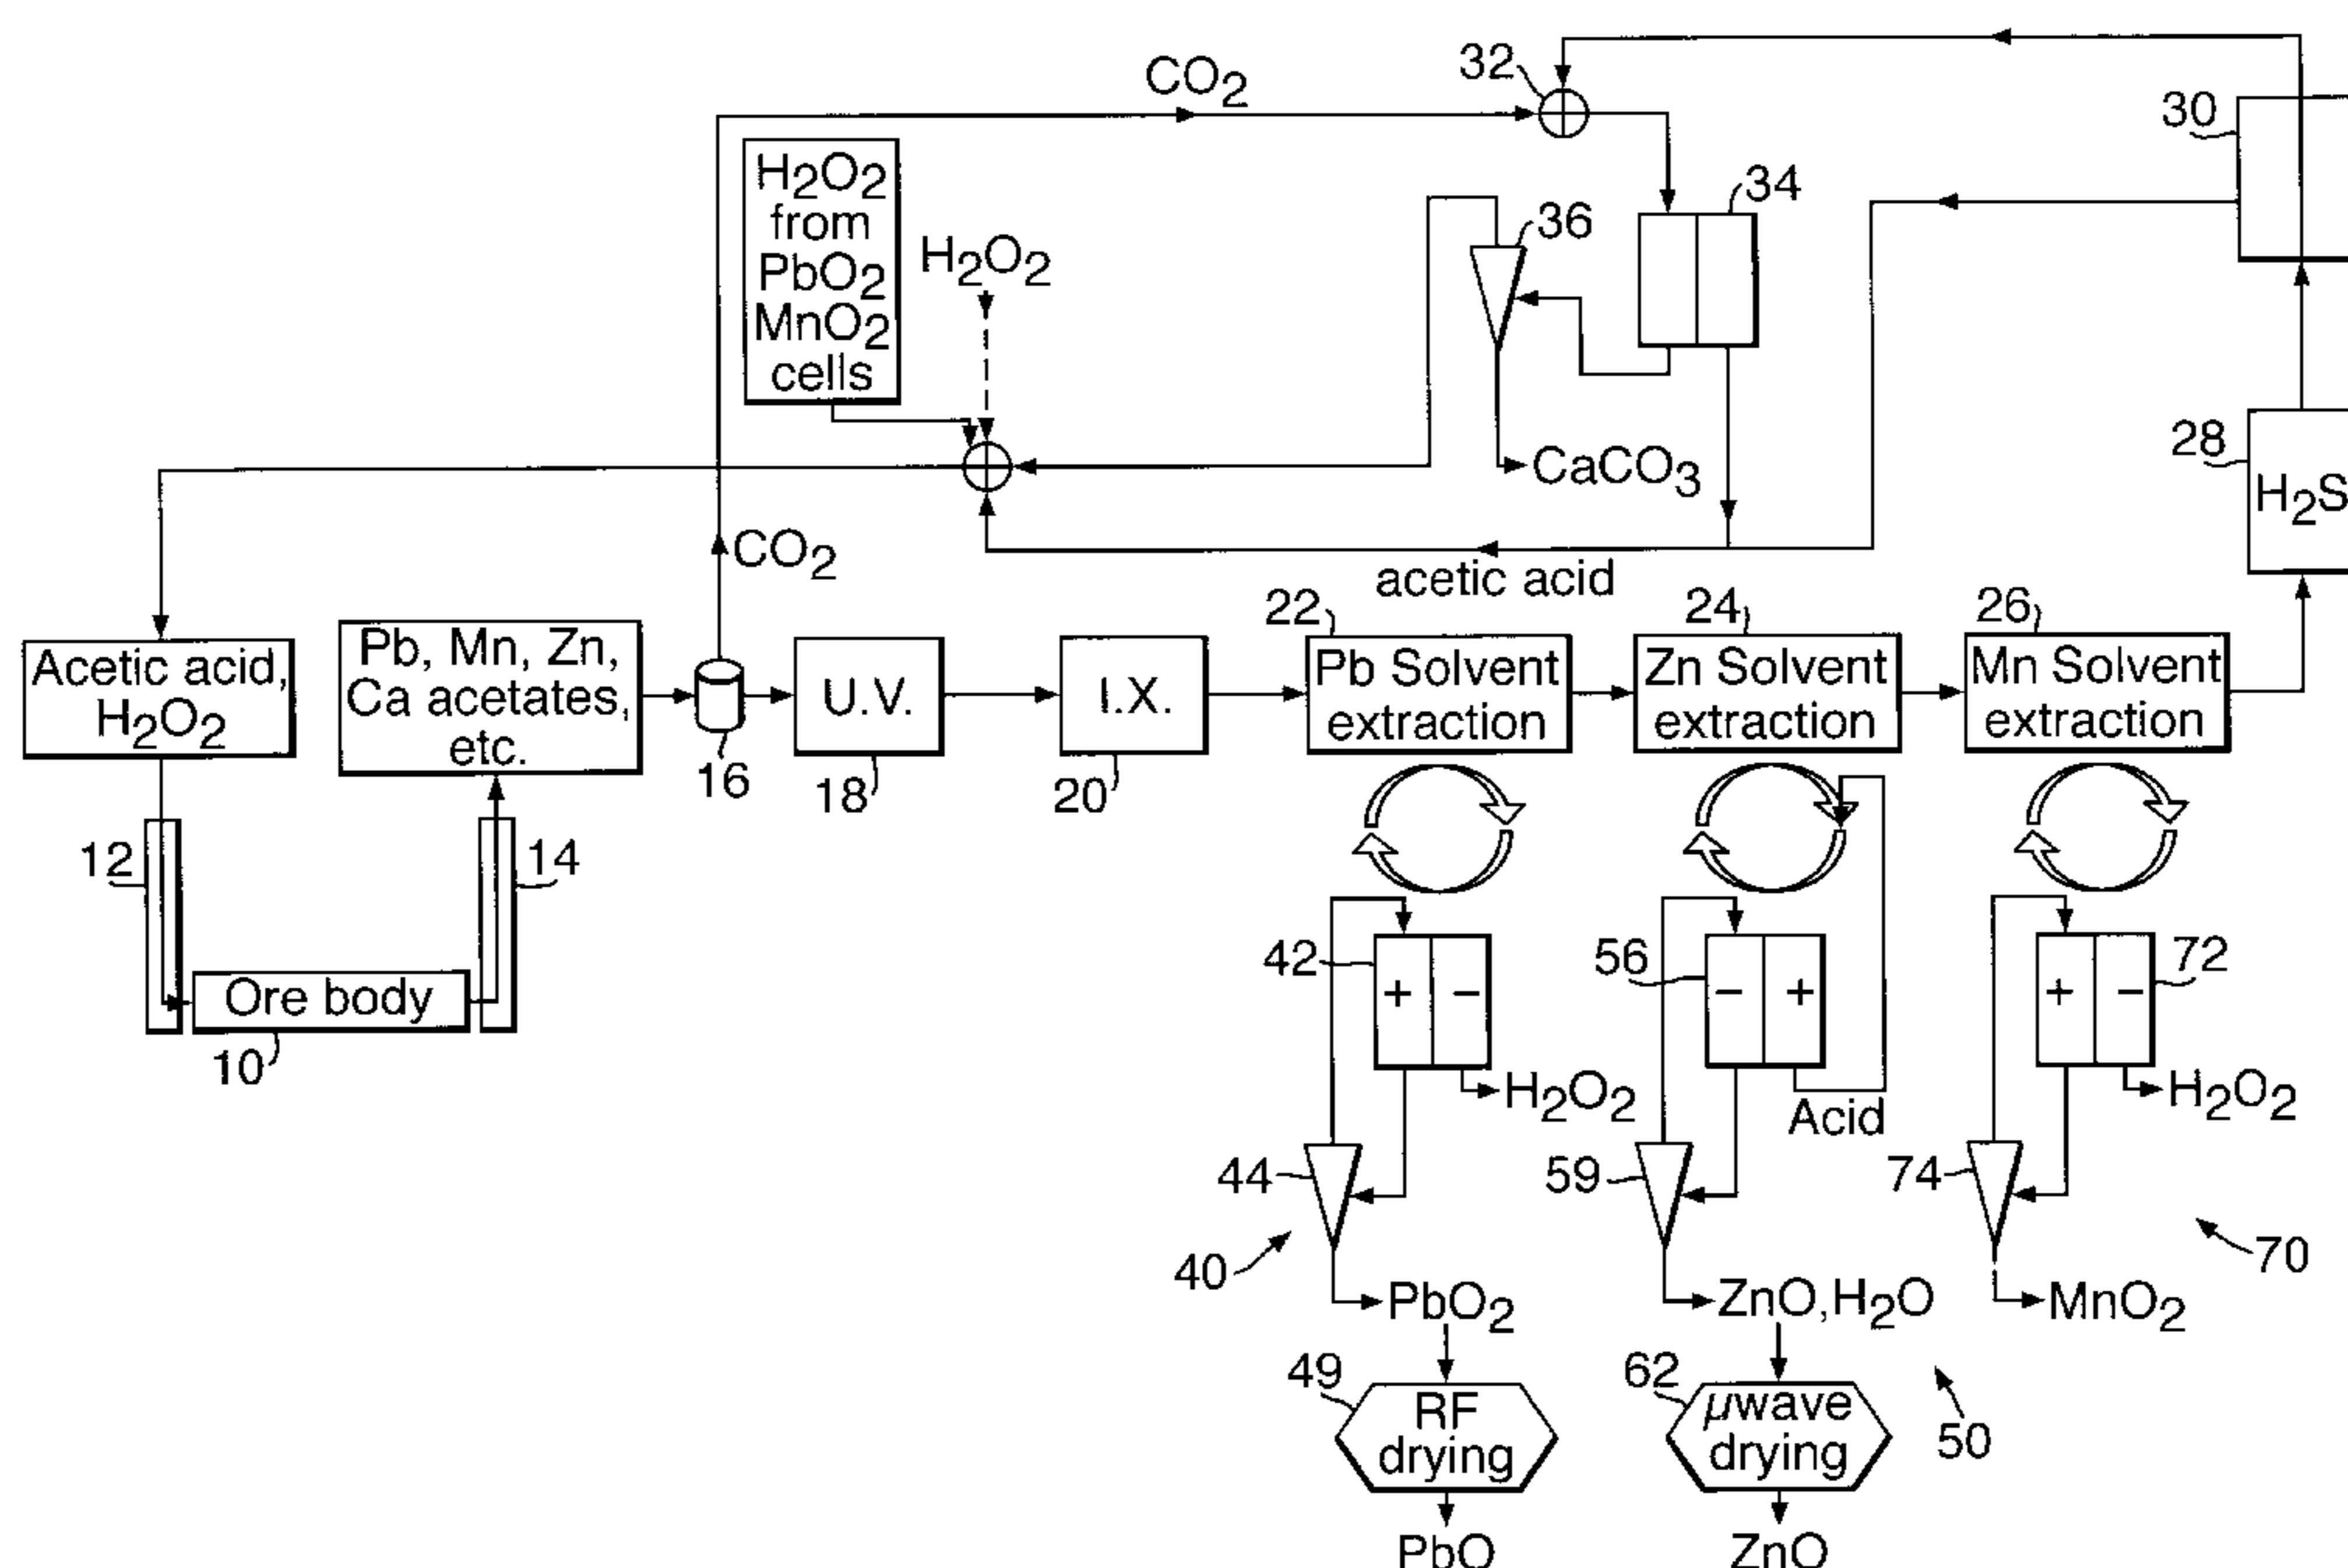 CO2
32
30
H2O2
from
PbO2
MnO2
cells
H2O2
34
36
28
H2S
CaCO3
CO2
acetic acid
22
24
26
Acetic acid,
H2O2
Pb, Mn, Zn,
Ca acetates,
etc.
16
U.V.
18
I.X.
20
Pb Solvent
extraction
Zn Solvent
extraction
Mn Solvent
extraction
12
14
Ore body
10
42
+ −
H2O2
56
− +
Acid
72
+ −
H2O2
44
59
74
40
70
PbO2
ZnO,H2O
MnO2
49
RF
drying
62
μwave
drying
50
PbO
ZnO